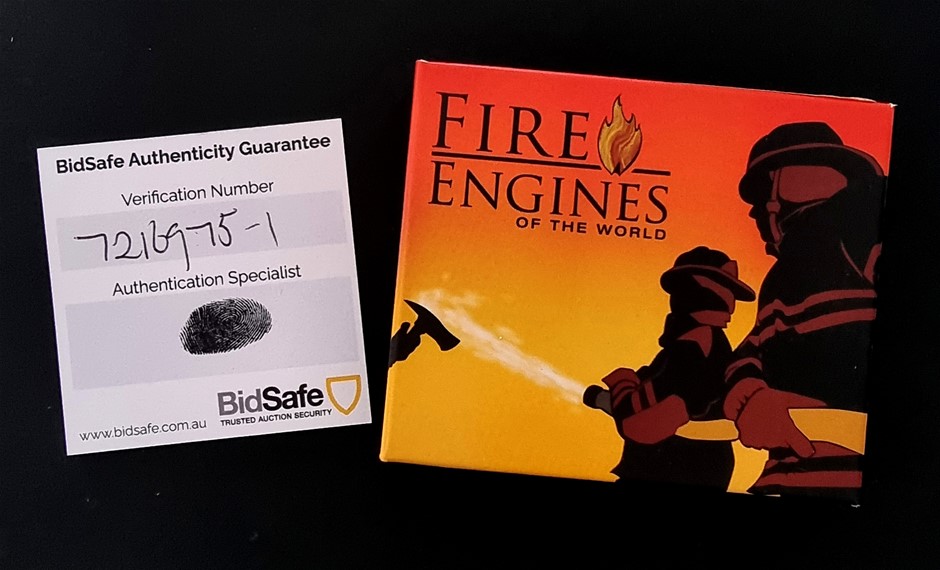 BidSafe Authenticity Guarantee
Verification Number
7216975-1
Authentication Specialist
BidSafe
TRUSTED AUCTION SECURITY
www.bidsafe.com.au
FIRE
ENGINES
OF THE WORLD